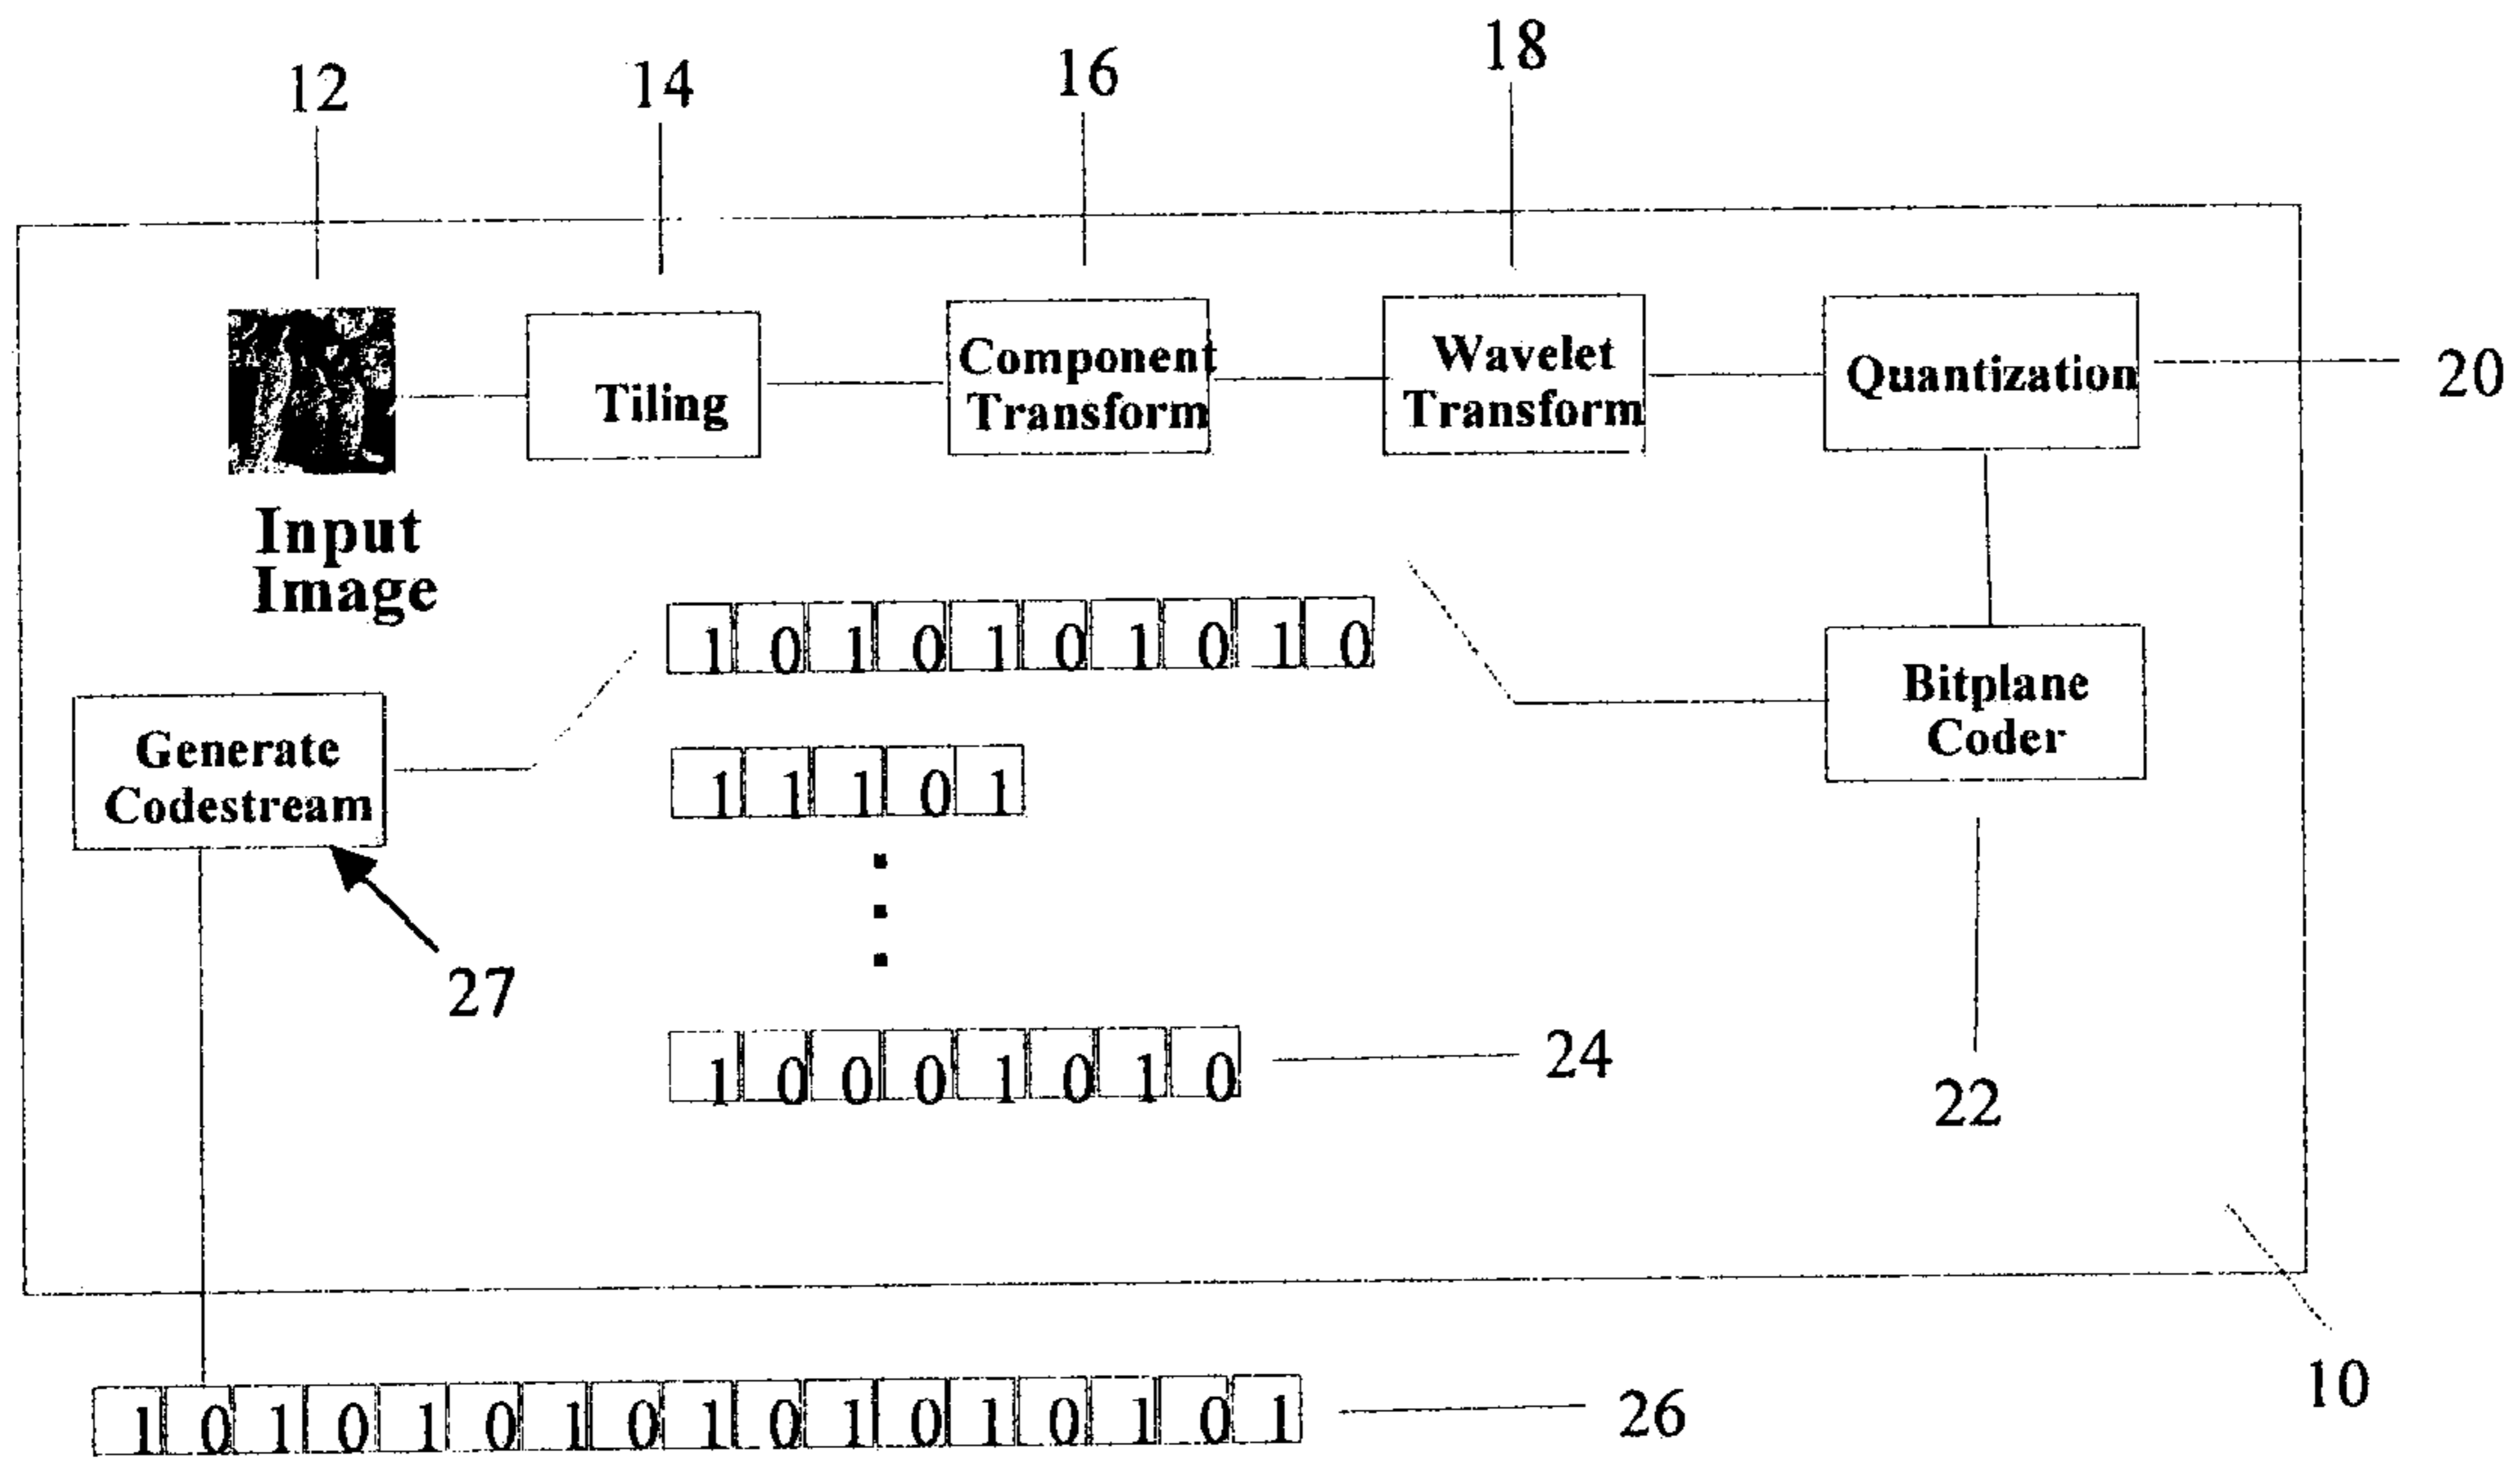 12
14
16
18
Tiling
Component
Transform
Wavelet
Transform
Quantization
20
Input
Image
1 0 1 0 1 0 1 0 1 0
Bitplane
Coder
Generate
Codestream
1 1 1 0 1
27
1 0 0 0 1 0 1 0
24
22
10
1 0 1 0 1 0 1 0 1 0 1 0 1 0 1 0 1
26